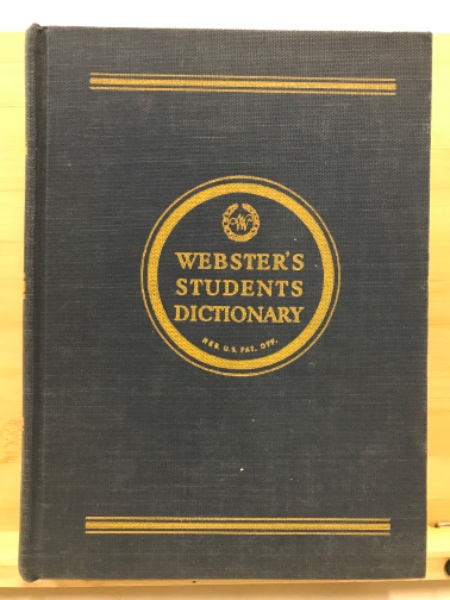 W
WEBSTER'S
STUDENTS
DICTIONARY
REG. U.S. PAT. OFF.